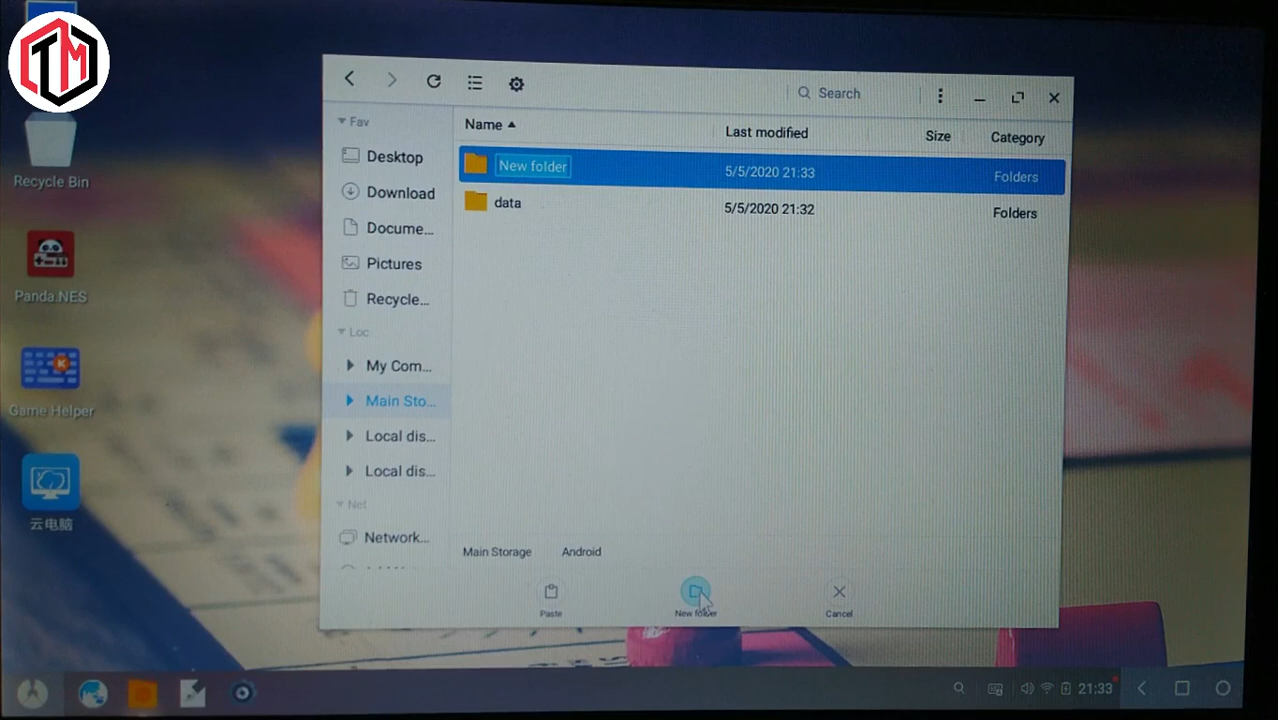 TM
Recycle Bin
Panda.NES
Game Helper
云电脑
Search
Fav
Desktop
Download
Docume...
Pictures
Recycle...
Loc
My Com...
Main Sto...
Local dis...
Local dis...
Net
Network...
Name Last modified Size Category
New folder 5/5/2020 21:33 Folders
data 5/5/2020 21:32 Folders
Main Storage Android
Paste New folder Cancel
21:33